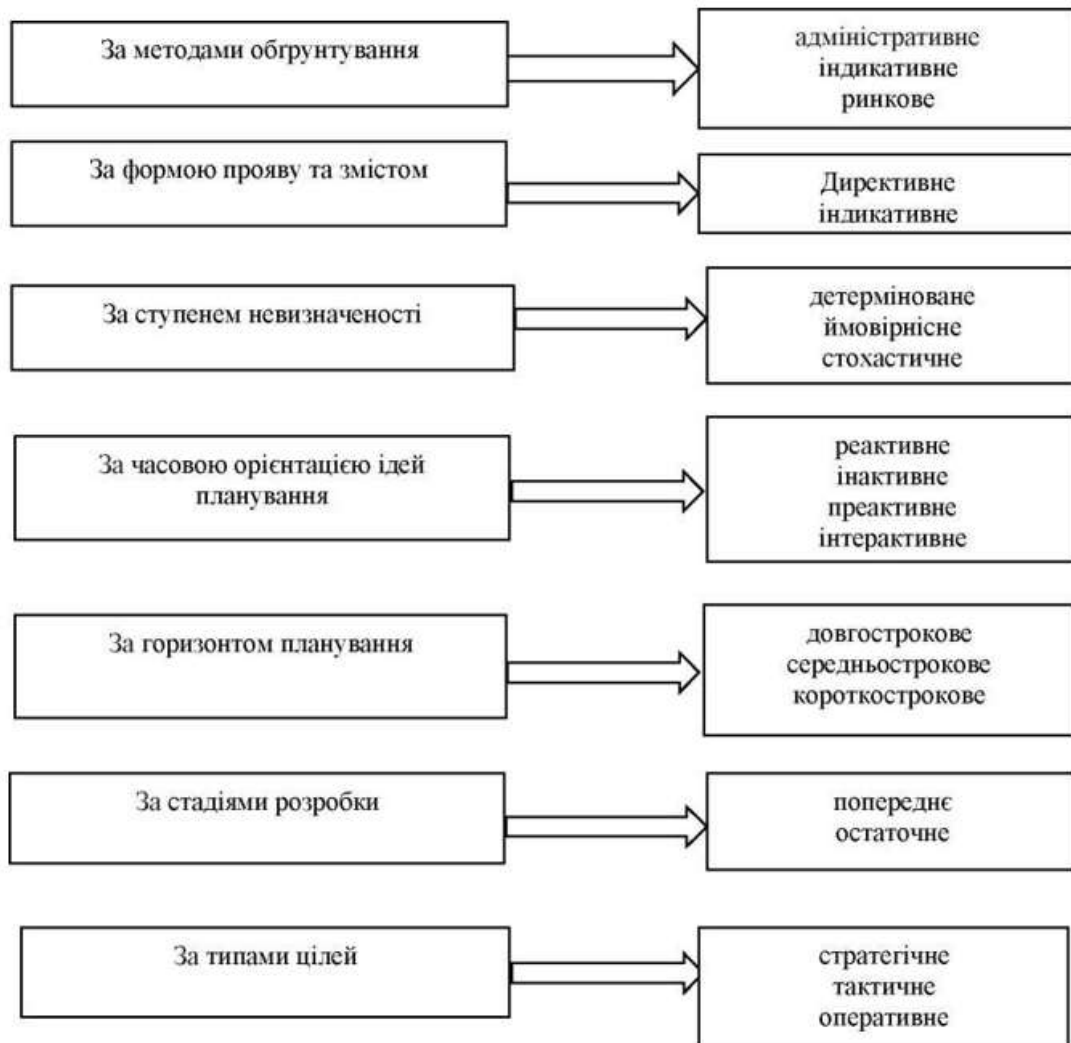 За методами обґрунтування
адміністративне
індикативне
ринкове
За формою прояву та змістом
Директивне
індикативне
За ступенем невизначеності
детерміноване
ймовірнісне
стохастичне
За часовою орієнтацією ідей
планування
реактивне
інактивне
преактивне
інтерактивне
За горизонтом планування
довгострокове
середньострокове
короткострокове
За стадіями розробки
попереднє
остаточне
За типами цілей
стратегічне
тактичне
оперативне